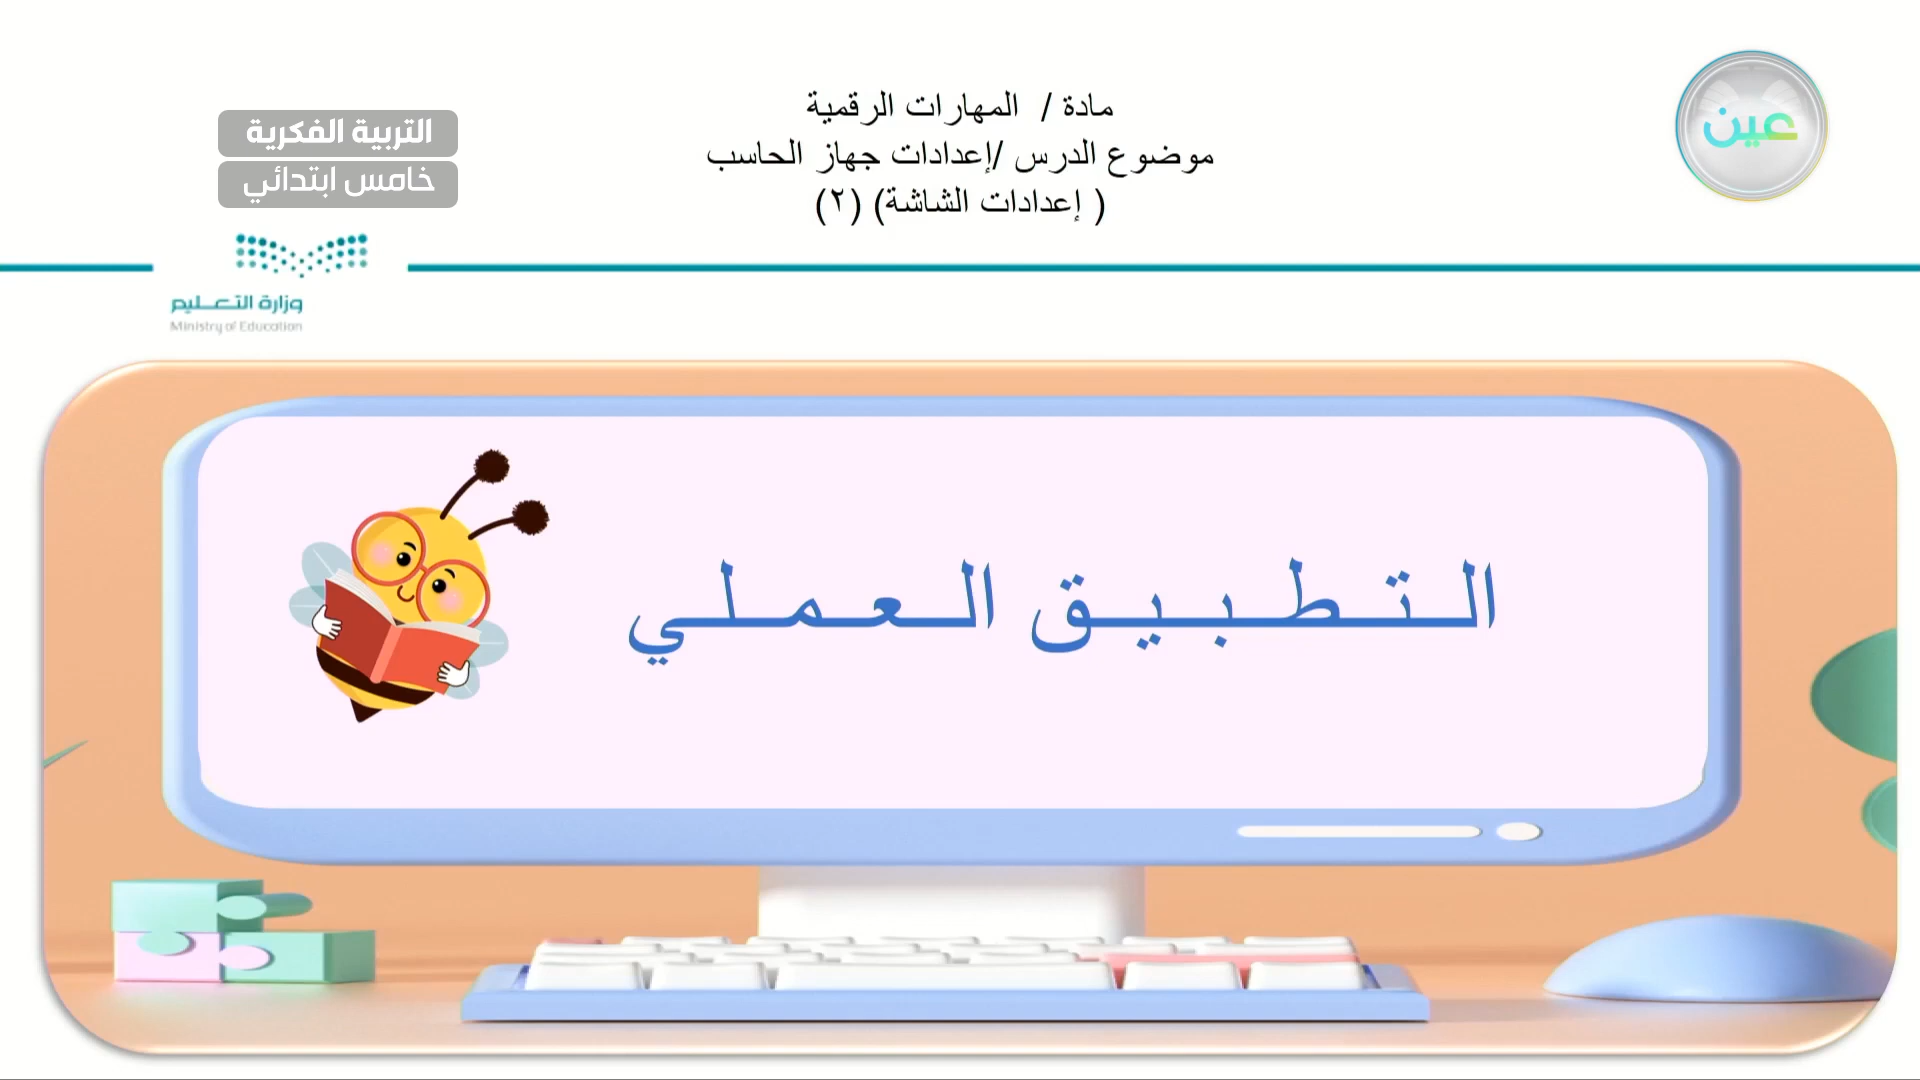 عين
مادة / المهارات الرقمية
موضوع الدرس /إعدادات جهاز الحاسب
( إعدادات الشاشة) (٢)
التربية الفكرية
خامس ابتدائي
وزارة التعليم
Ministry of Education
التطبيق العملي